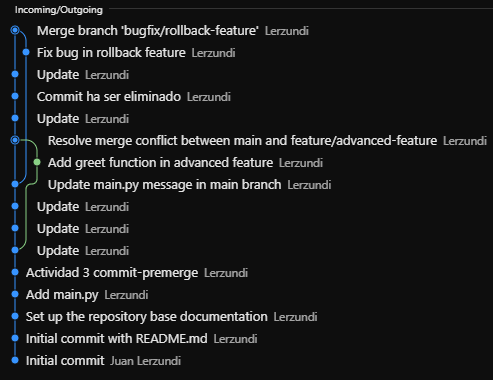 Incoming/Outgoing
Merge branch 'bugfix/rollback-feature' Lerzundi
Fix bug in rollback feature Lerzundi
Update Lerzundi
Commit ha ser eliminado Lerzundi
Update Lerzundi
Resolve merge conflict between main and feature/advanced-feature Lerzundi
Add greet function in advanced feature Lerzundi
Update main.py message in main branch Lerzundi
Update Lerzundi
Update Lerzundi
Update Lerzundi
Actividad 3 commit-premerge Lerzundi
Add main.py Lerzundi
Set up the repository base documentation Lerzundi
Initial commit with README.md Lerzundi
Initial commit Juan Lerzundi